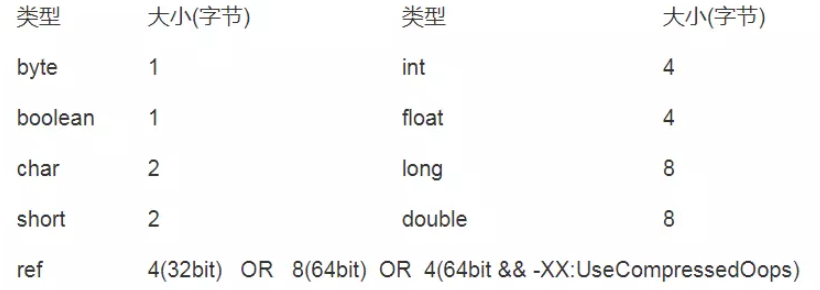 类型 大小(字节) 类型 大小(字节)
byte 1 int 4
boolean 1 float 4
char 2 long 8
short 2 double 8
ref 4(32bit) OR 8(64bit) OR 4(64bit && -XX:UseCompressedOops)